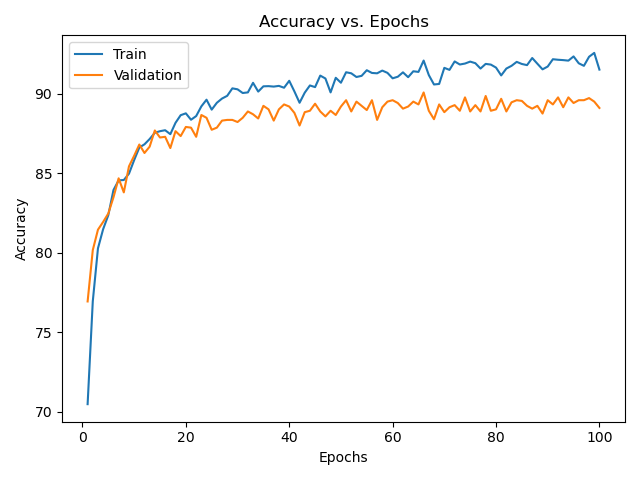 Accuracy vs. Epochs
Train
Validation
90
85
80
75
70
Accuracy
0 20 40 60 80 100
Epochs